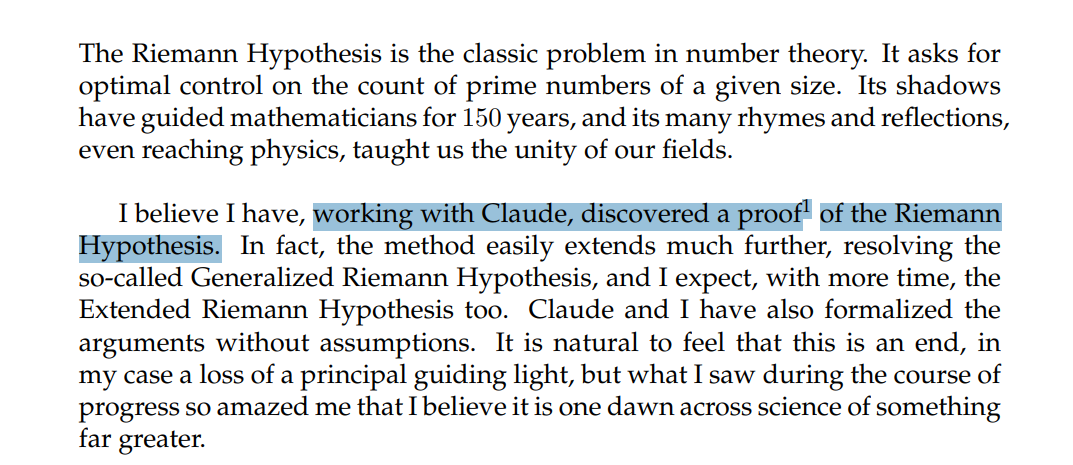 The Riemann Hypothesis is the classic problem in number theory. It asks for
optimal control on the count of prime numbers of a given size. Its shadows
have guided mathematicians for 150 years, and its many rhymes and reflections,
even reaching physics, taught us the unity of our fields.
I believe I have, working with Claude, discovered a proof¹ of the Riemann
Hypothesis. In fact, the method easily extends much further, resolving the
so-called Generalized Riemann Hypothesis, and I expect, with more time, the
Extended Riemann Hypothesis too. Claude and I have also formalized the
arguments without assumptions. It is natural to feel that this is an end, in
my case a loss of a principal guiding light, but what I saw during the course of
progress so amazed me that I believe it is one dawn across science of something
far greater.